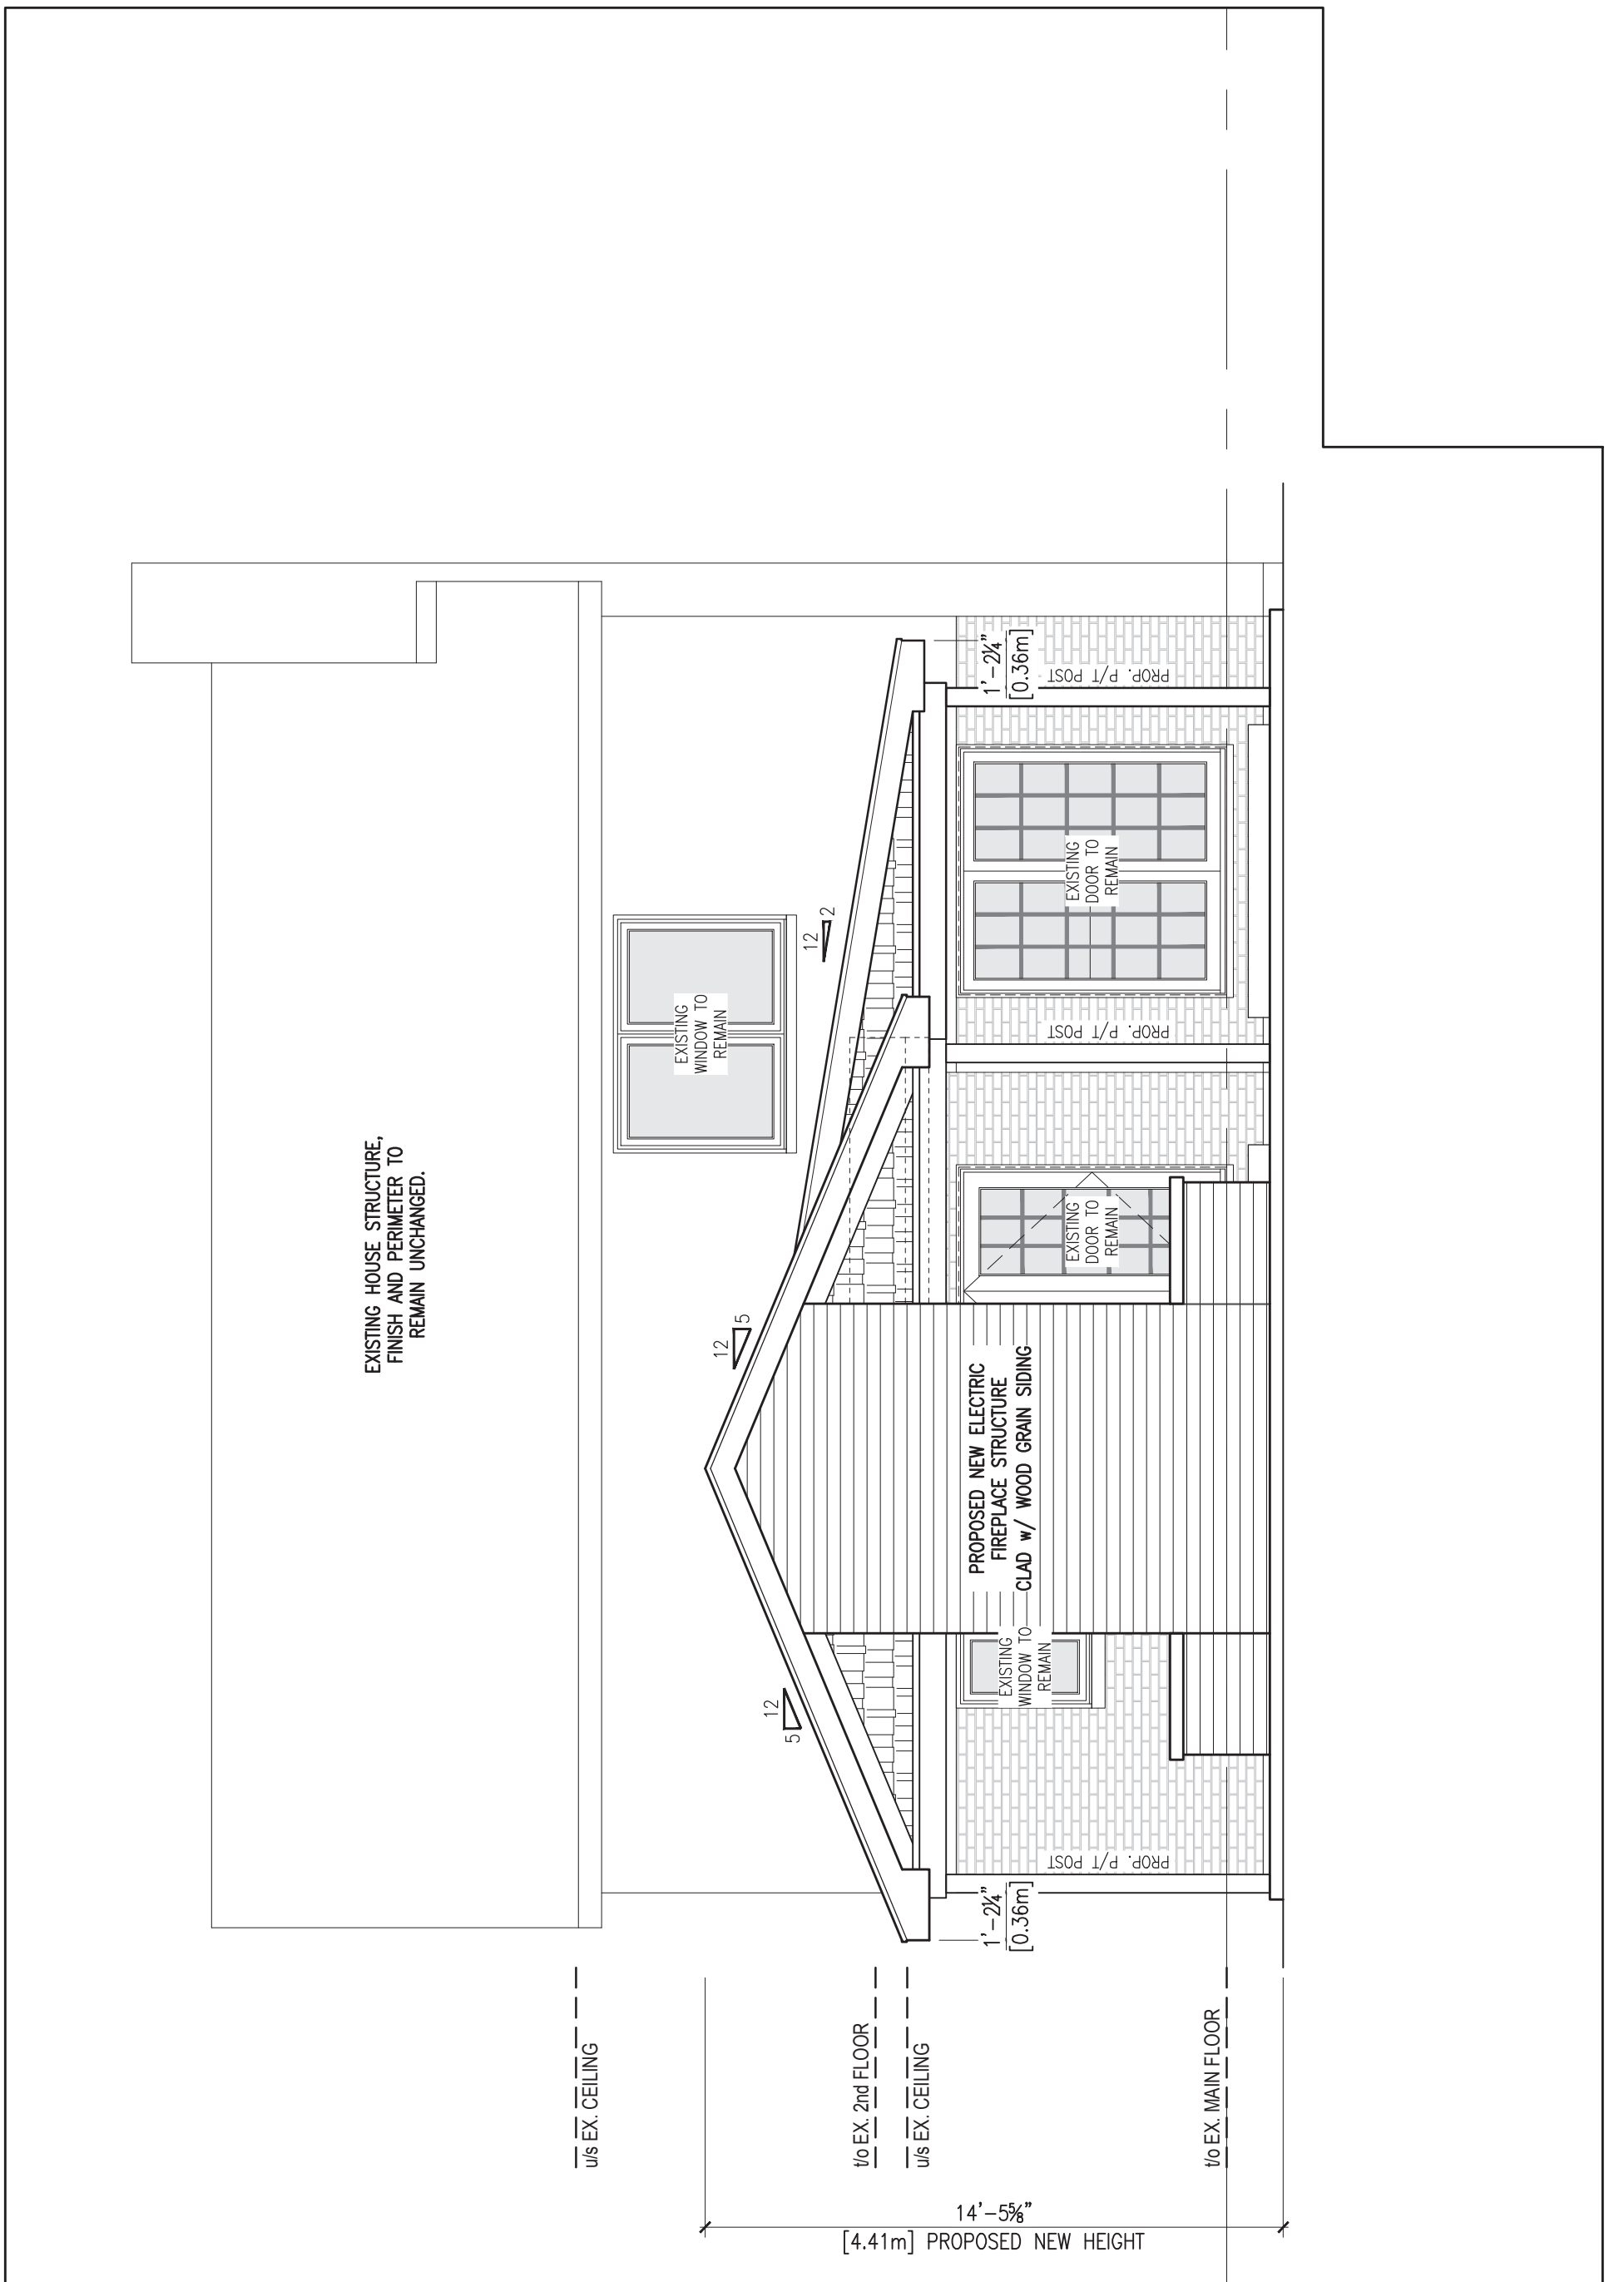 EXISTING HOUSE STRUCTURE,
FINISH AND PERIMETER TO
REMAIN UNCHANGED.
u/s EX. CEILING
EXISTING
WINDOW TO
REMAIN
12
5
12
5
12
2
t/o EX. 2nd FLOOR
u/s EX. CEILING
1'-2¼"
[0.36m]
1'-2¼"
[0.36m]
PROP. P/T POST
EXISTING
WINDOW TO
REMAIN
PROPOSED NEW ELECTRIC
FIREPLACE STRUCTURE
CLAD w/ WOOD GRAIN SIDING
EXISTING
DOOR TO
REMAIN
PROP. P/T POST
EXISTING
DOOR TO
REMAIN
PROP. P/T POST
t/o EX. MAIN FLOOR
14'-5⅝"
[4.41m] PROPOSED NEW HEIGHT